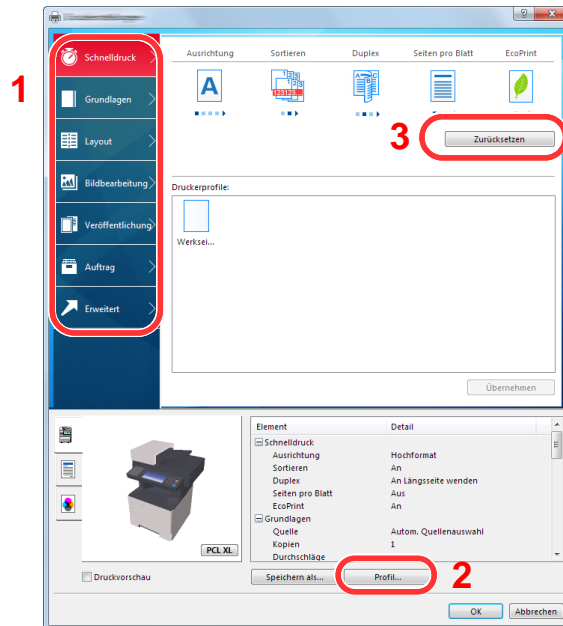 Schnelldruck
Grundlagen
Layout
Bildbearbeitung
Veröffentlichung
Auftrag
Erweitert
1
Ausrichtung Sortieren Duplex Seiten pro Blatt EcoPrint
A
123
123123...
A B C
3
Zurücksetzen
Druckerprofile:
Werksei...
Übernehmen
Element Detail
Schnelldruck
Ausrichtung Hochformat
Sortieren An
Duplex An Längsseite wenden
Seiten pro Blatt Aus
EcoPrint An
Grundlagen
Quelle Autom. Quellenauswahl
Kopien 1
Durchschläge
PCL XL
Druckvorschau
Speichern als... Profil...
2
OK Abbrechen